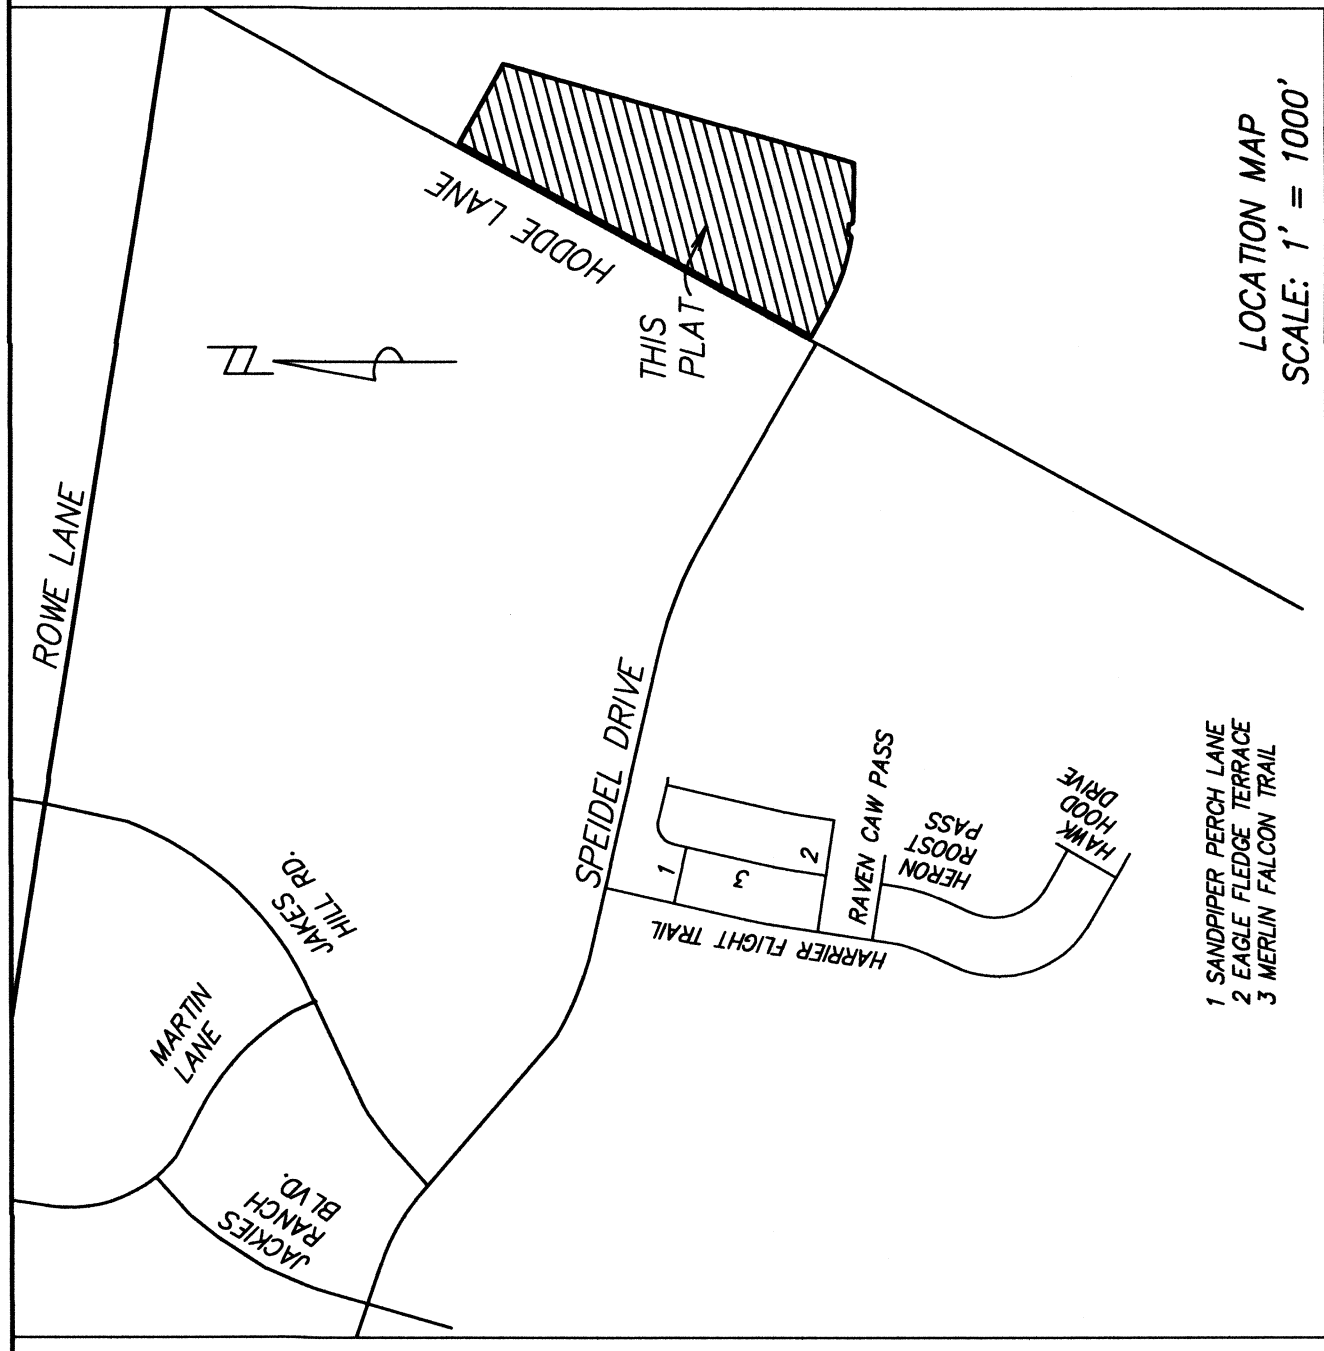 ROWE LANE
MARTIN
LANE
JAKES
HILL RD.
JACKIES
RANCH
BLVD.
N
HODDE LANE
THIS
PLAT
SPEIDEL DRIVE
1
3
2
HARRIER FLIGHT TRAIL
RAVEN CAW PASS
HERON
ROOST
PASS
HAWK
HOOD
DRIVE
1 SANDPIPER PERCH LANE
2 EAGLE FLEDGE TERRACE
3 MERLIN FALCON TRAIL
LOCATION MAP
SCALE: 1' = 1000'